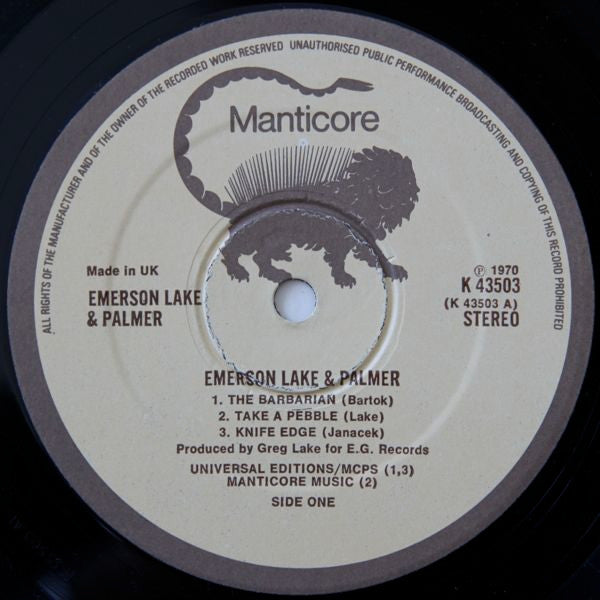 ALL RIGHTS OF THE MANUFACTURER AND OF THE OWNER OF THE RECORDED WORK RESERVED UNAUTHORISED PUBLIC PERFORMANCE BROADCASTING AND COPYING OF THIS RECORD PROHIBITED
Manticore
Made in UK
EMERSON LAKE
& PALMER
℗ 1970
K 43503
(K 43503 A)
STEREO
EMERSON LAKE & PALMER
1. THE BARBARIAN (Bartok)
2. TAKE A PEBBLE (Lake)
3. KNIFE EDGE (Janacek)
Produced by Greg Lake for E.G. Records
UNIVERSAL EDITIONS/MCPS (1,3)
MANTICORE MUSIC (2)
SIDE ONE